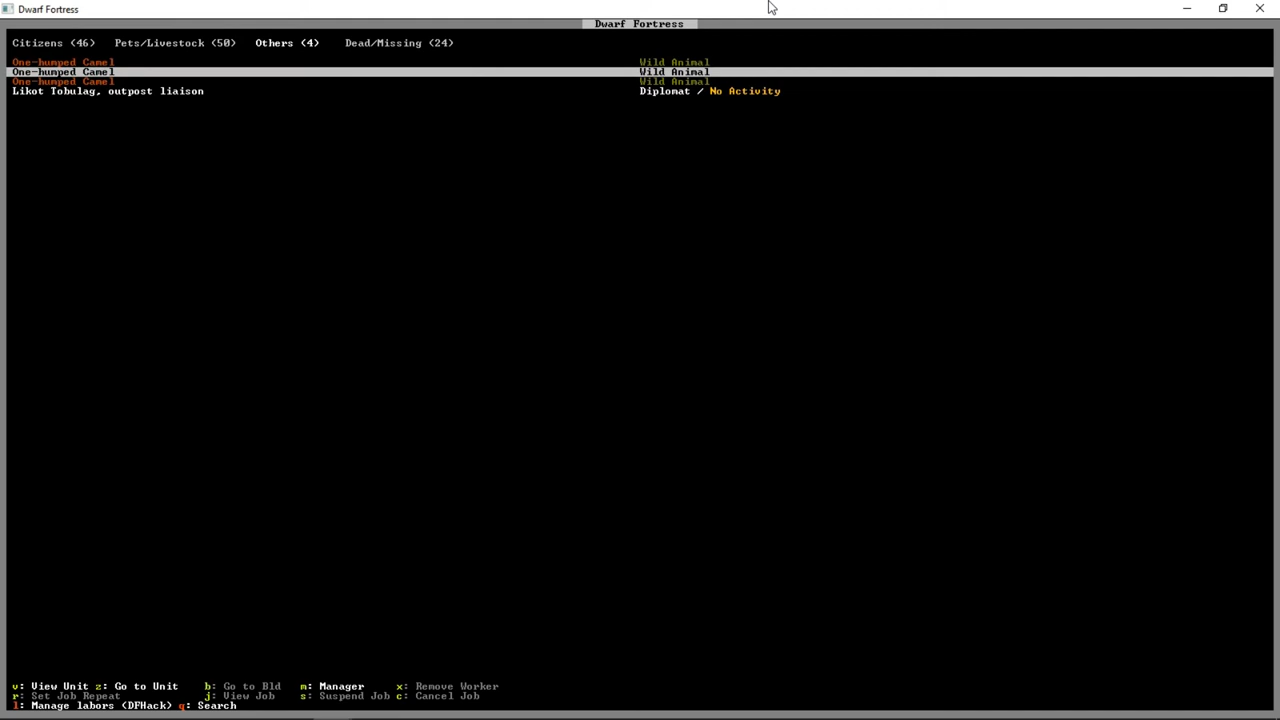 Dwarf Fortress
Dwarf Fortress
Citizens (46) Pets/Livestock (50) Others (4) Dead/Missing (24)
One-humped Camel Wild Animal
One-humped Camel Wild Animal
One-humped Camel Wild Animal
Likot Tobulag, outpost liaison Diplomat / No Activity
v: View Unit z: Go to Unit b: Go to Bld m: Manager x: Remove Worker
r: Set Job Repeat j: View Job s: Suspend Job c: Cancel Job
l: Manage labors (DFHack) q: Search